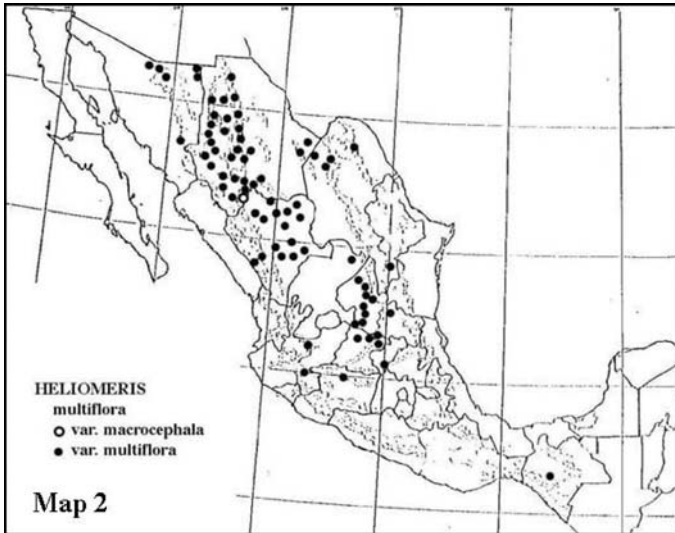 HELIOMERIS
multiflora
var. macrocephala
var. multiflora
Map 2